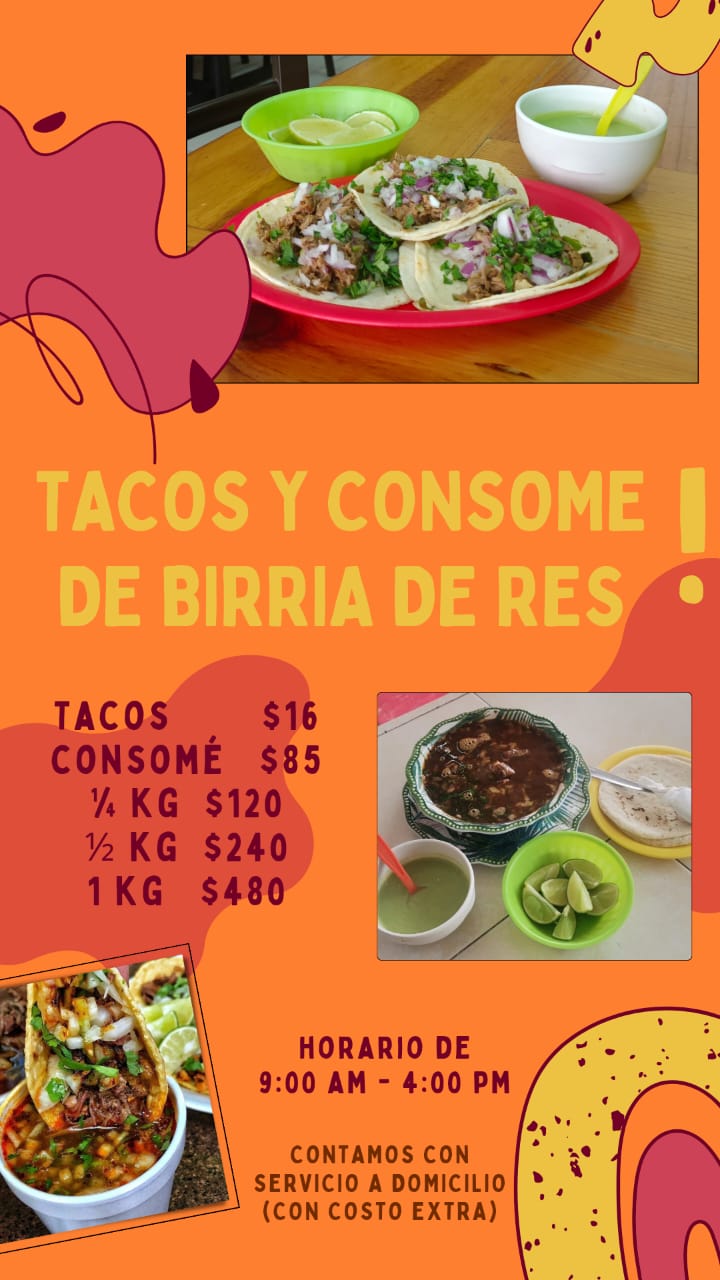 TACOS Y CONSOME !
DE BIRRIA DE RES
TACOS $16
CONSOMÉ $85
¼ KG $120
½ KG $240
1 KG $480
HORARIO DE
9:00 AM - 4:00 PM
CONTAMOS CON
SERVICIO A DOMICILIO
(CON COSTO EXTRA)